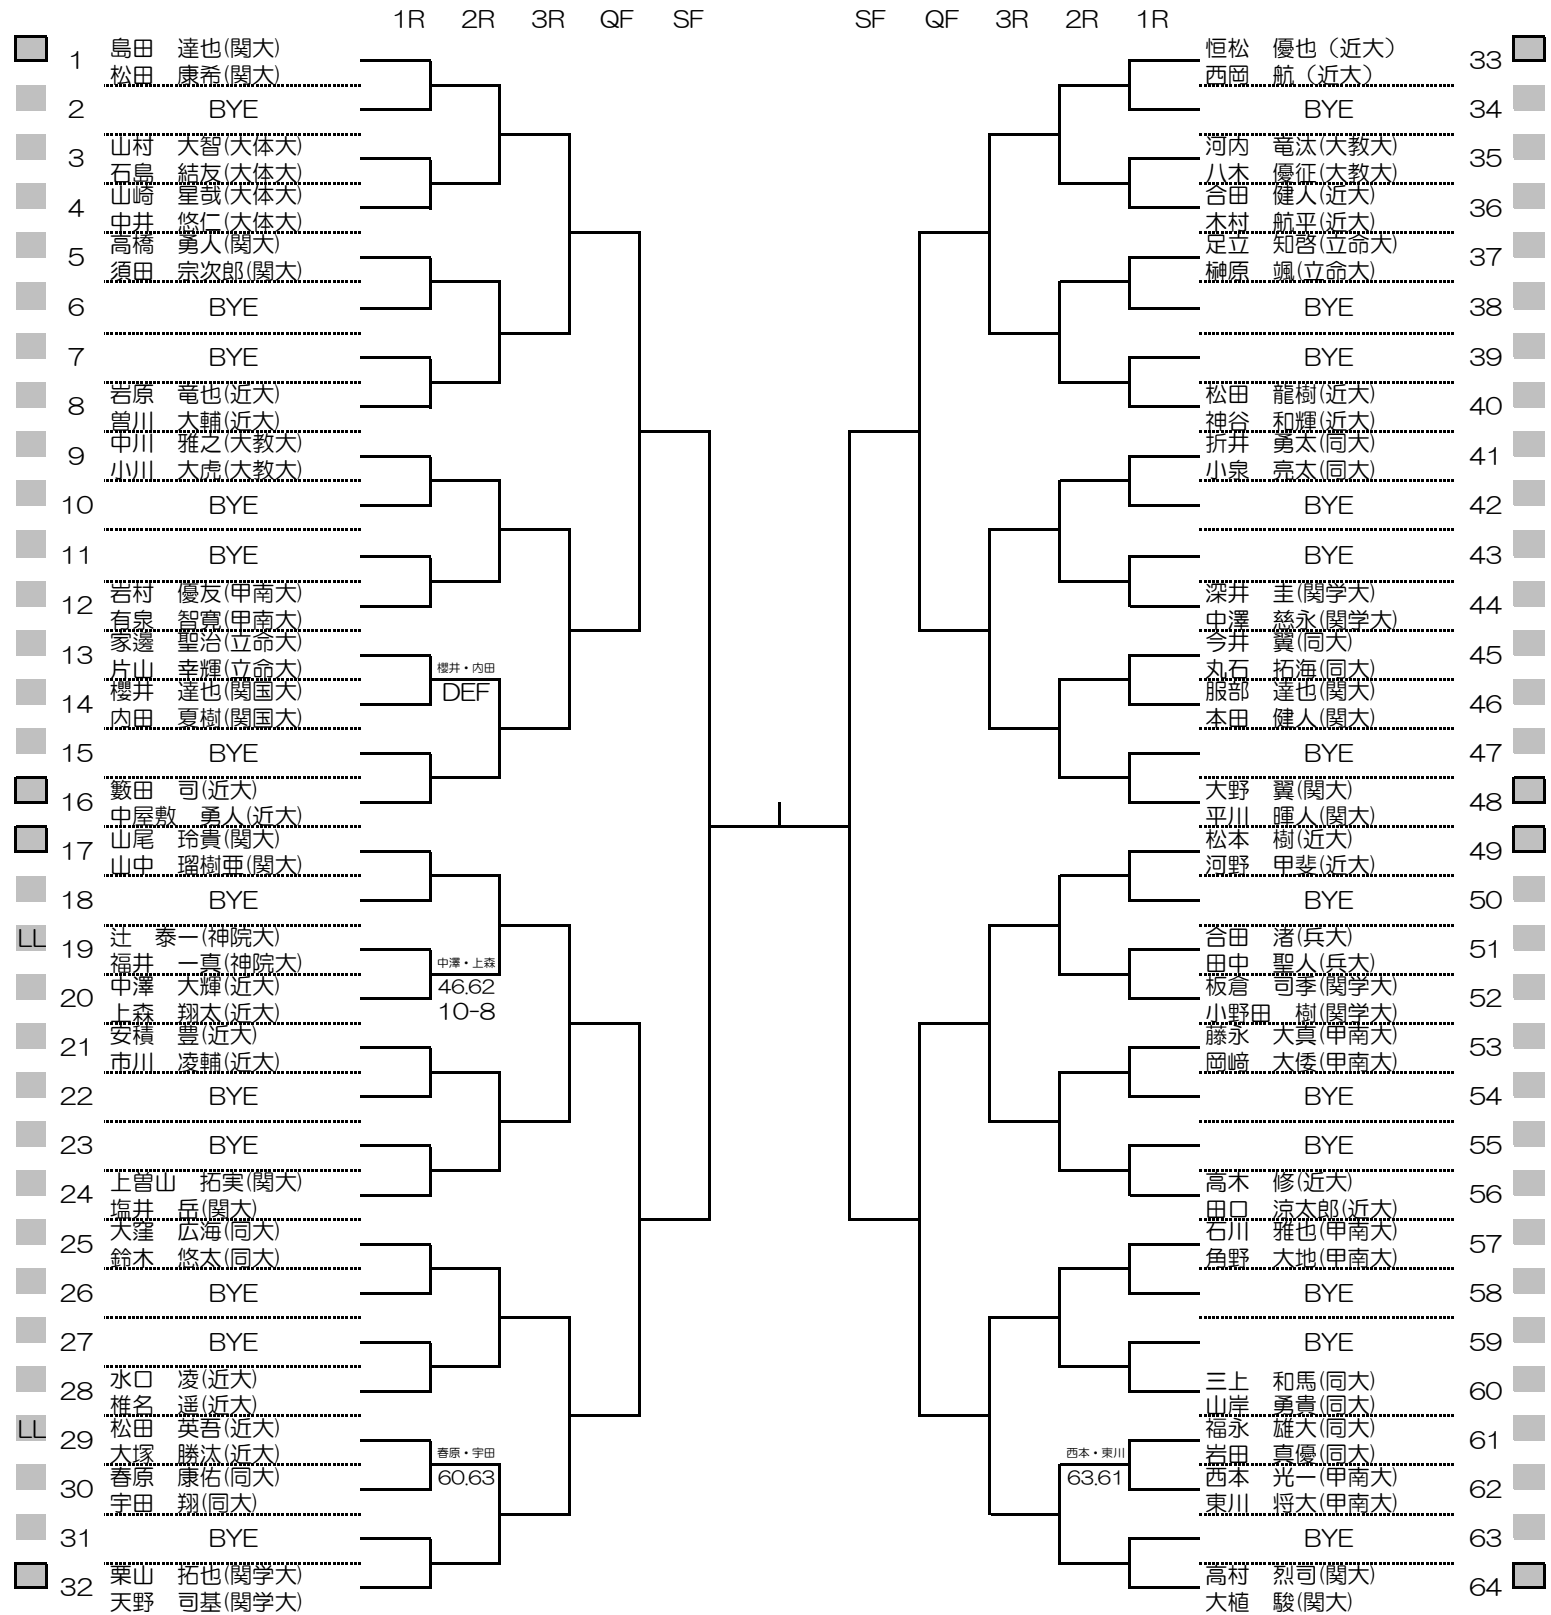 1R 2R 3R QF SF SF QF 3R 2R 1R
1 島田 達也(関大)
松田 康希(関大)
2 BYE
3 山村 大智(大体大)
石島 結友(大体大)
4 山崎 星哉(大体大)
中井 悠仁(大体大)
5 高橋 勇人(関大)
須田 宗次郎(関大)
6 BYE
7 BYE
8 岩原 竜也(近大)
曽川 大輔(近大)
9 中川 雅之(大教大)
小川 大虎(大教大)
10 BYE
11 BYE
12 岩村 優友(甲南大)
有泉 智寛(甲南大)
13 家邊 聖治(立命大)
片山 幸輝(立命大)
櫻井・内田
DEF
14 櫻井 達也(関国大)
内田 夏樹(関国大)
15 BYE
16 籔田 司(近大)
中屋敷 勇人(近大)
17 山尾 玲貴(関大)
山中 瑠樹亜(関大)
18 BYE
LL 19 辻 泰一(神院大)
福井 一真(神院大)
中澤・上森
46.62
10-8
20 中澤 大輝(近大)
上森 翔太(近大)
21 安積 豊(近大)
市川 凌輔(近大)
22 BYE
23 BYE
24 上曽山 拓実(関大)
塩井 岳(関大)
25 大窪 広海(同大)
鈴木 悠太(同大)
26 BYE
27 BYE
28 水口 凌(近大)
椎名 遥(近大)
LL 29 松田 英吾(近大)
大塚 勝汰(近大)
春原・宇田
60.63
30 春原 康佑(同大)
宇田 翔(同大)
31 BYE
32 栗山 拓也(関学大)
天野 司基(関学大)
恒松 優也（近大） 33
西岡 航（近大）
BYE 34
河内 竜汰(大教大) 35
八木 優征(大教大)
合田 健人(近大) 36
木村 航平(近大)
足立 知啓(立命大) 37
榊原 颯(立命大)
BYE 38
BYE 39
松田 龍樹(近大) 40
神谷 和輝(近大)
折井 勇太(同大) 41
小泉 亮太(同大)
BYE 42
BYE 43
深井 圭(関学大) 44
中澤 慈永(関学大)
今井 翼(同大) 45
丸石 拓海(同大)
服部 達也(関大) 46
本田 健人(関大)
BYE 47
大野 翼(関大) 48
平川 暉人(関大)
松本 樹(近大) 49
河野 甲斐(近大)
BYE 50
合田 渚(兵大) 51
田中 聖人(兵大)
板倉 司季(関学大) 52
小野田 樹(関学大)
藤永 大真(甲南大) 53
岡﨑 大倭(甲南大)
BYE 54
BYE 55
高木 修(近大) 56
田口 涼太郎(近大)
石川 雅也(甲南大) 57
角野 大地(甲南大)
BYE 58
BYE 59
三上 和馬(同大) 60
山岸 勇貴(同大)
福永 雄大(同大) 61
岩田 真優(同大)
西本・東川
63.61
西本 光一(甲南大) 62
東川 将大(甲南大)
BYE 63
高村 烈司(関大) 64
大植 駿(関大)